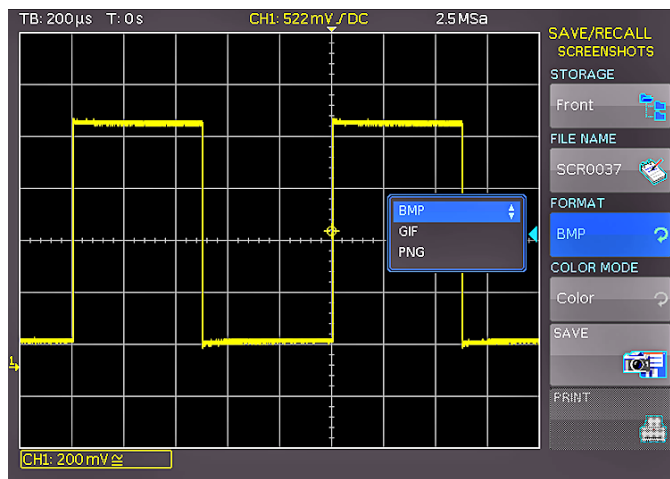 TB: 200µs T: 0s CH1: 522mV ⎎ DC 2.5MSa
SAVE/RECALL
SCREENSHOTS
STORAGE
Front
FILE NAME
SCR0037
FORMAT
BMP
BMP
GIF
PNG
COLOR MODE
Color
SAVE
PRINT
1
CH1: 200mV ≅